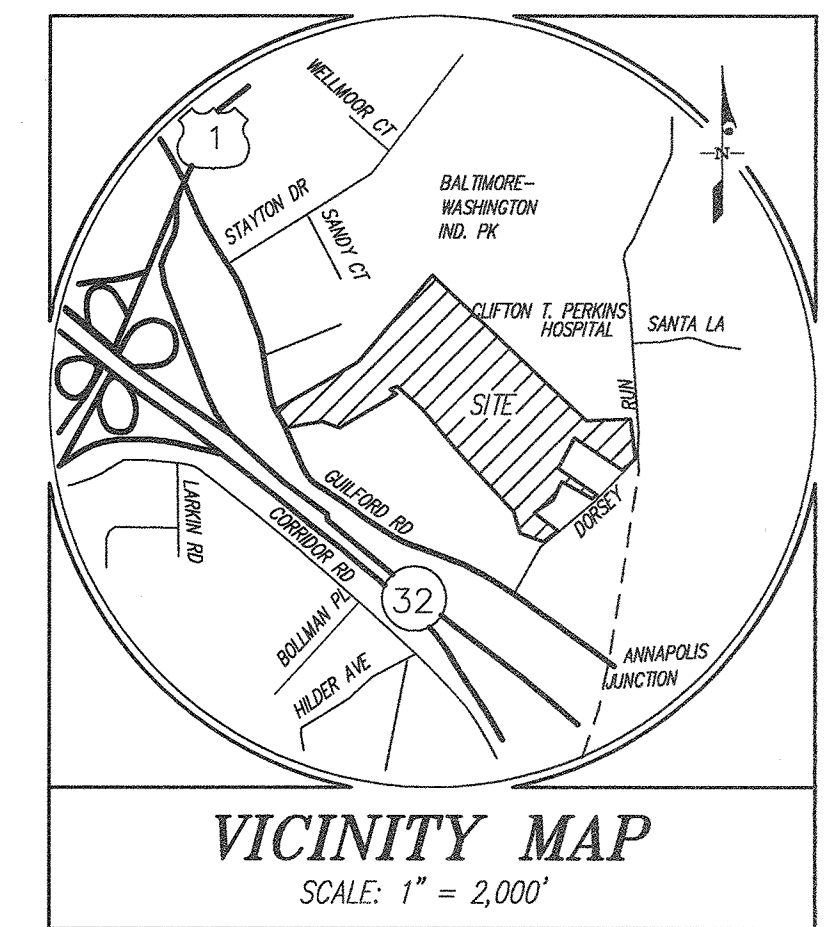 WELLMOOR CT
1
N
STAYTON DR
SANDY CT
BALTIMORE-
WASHINGTON
IND. PK
CLIFTON T. PERKINS
HOSPITAL
SANTA LA
SITE
RUN
DORSEY
GUILFORD RD
CORRIDOR RD
LARKIN RD
32
BOLLMAN PL
HILDER AVE
ANNAPOLIS
JUNCTION
VICINITY MAP
SCALE: 1" = 2,000'